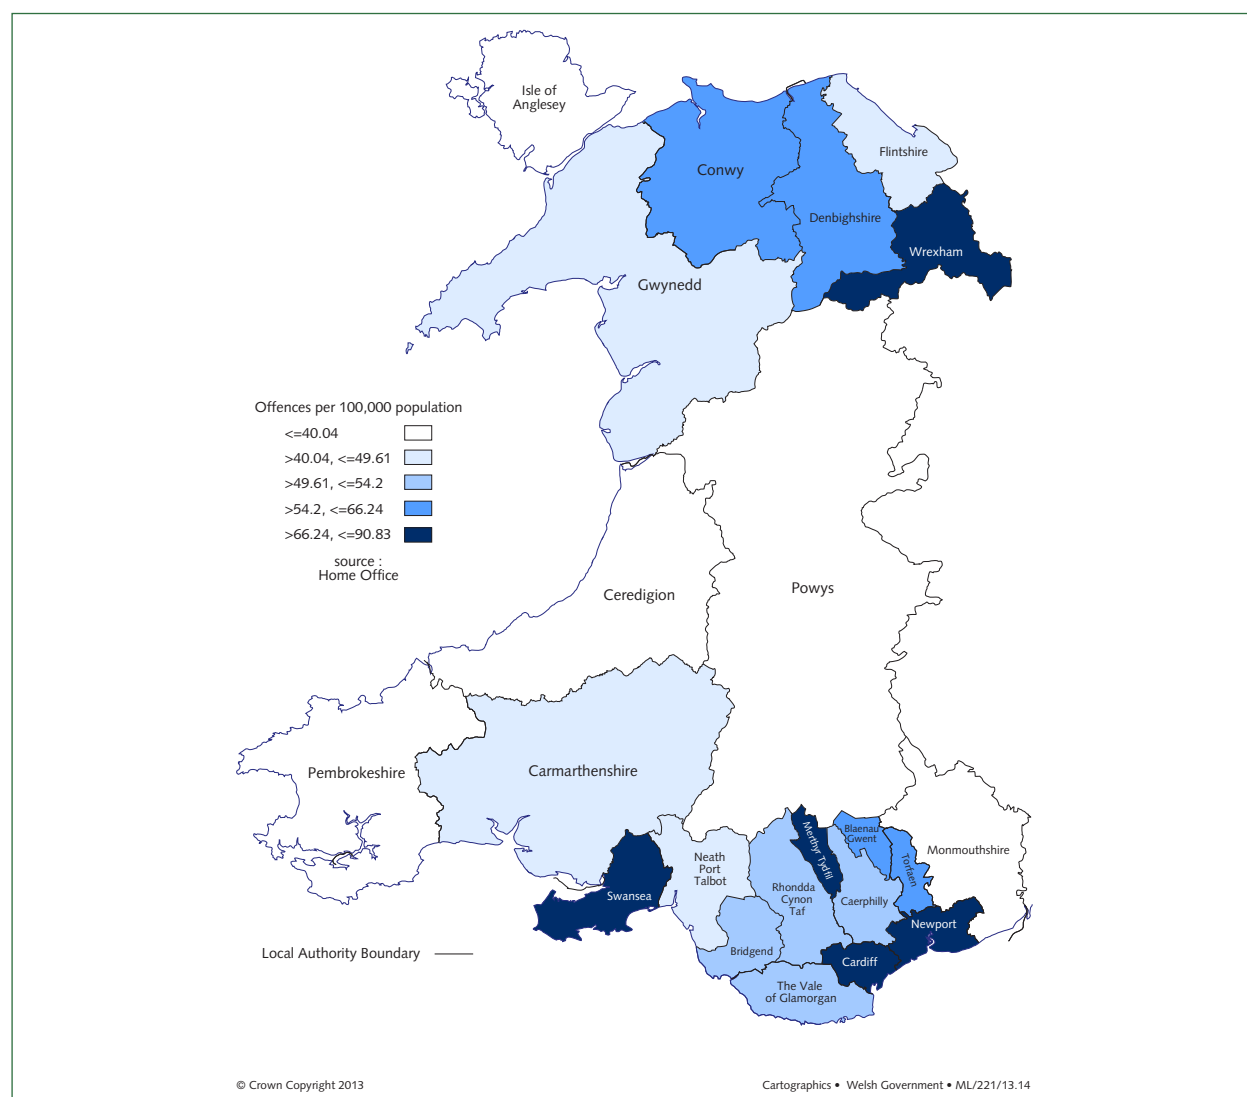 Isle of
Anglesey
Flintshire
Conwy
Denbighshire
Wrexham
Gwynedd
Offences per 100,000 population
<=40.04
>40.04, <=49.61
>49.61, <=54.2
>54.2, <=66.24
>66.24, <=90.83
source :
Home Office
Ceredigion
Powys
Pembrokeshire
Carmarthenshire
Neath
Port
Talbot
Swansea
Rhondda
Cynon
Taf
Merthyr Tydfil
Blaenau
Gwent
Torfaen
Caerphilly
Monmouthshire
Newport
Bridgend
Cardiff
The Vale
of Glamorgan
Local Authority Boundary
© Crown Copyright 2013
Cartographics • Welsh Government • ML/221/13.14